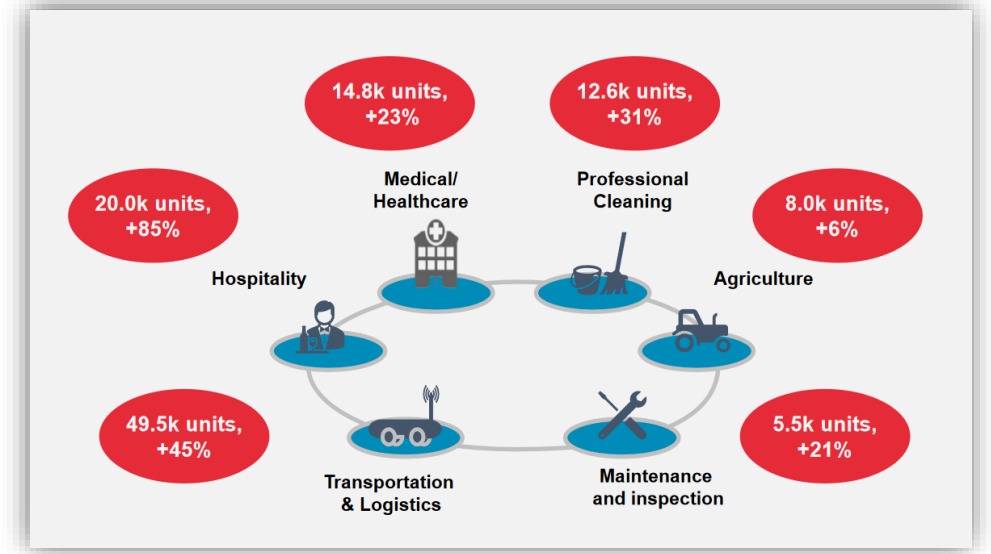 14.8k units,
+23%
12.6k units,
+31%
Medical/
Healthcare
Professional
Cleaning
20.0k units,
+85%
8.0k units,
+6%
Hospitality
Agriculture
49.5k units,
+45%
5.5k units,
+21%
Transportation
& Logistics
Maintenance
and inspection